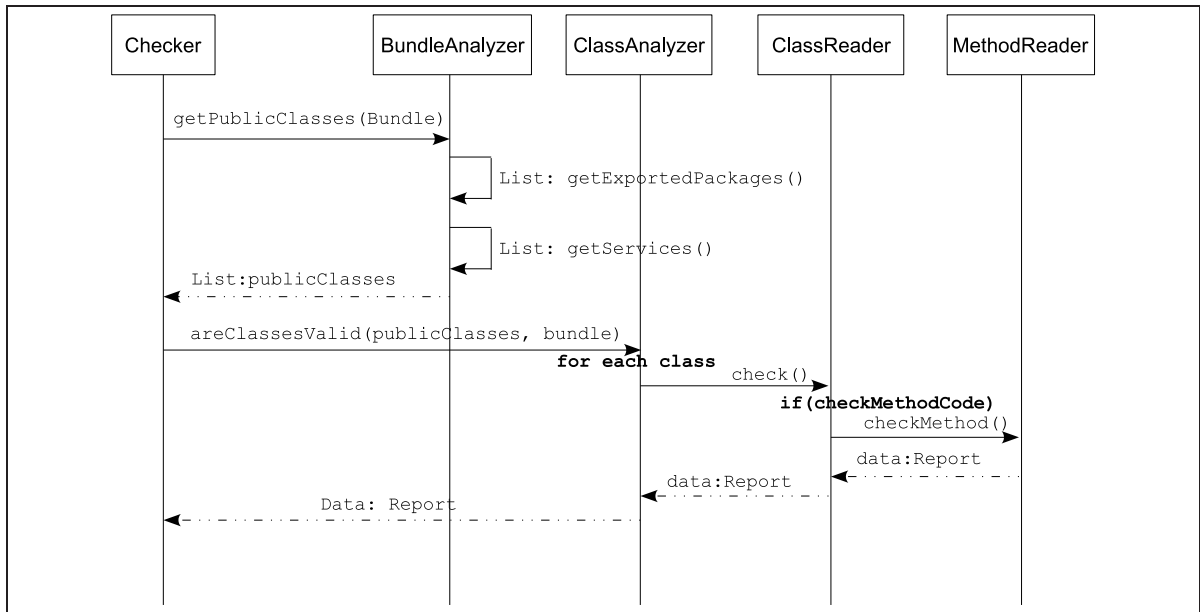 Checker
BundleAnalyzer
ClassAnalyzer
ClassReader
MethodReader
getPublicClasses(Bundle)
List: getExportedPackages()
List: getServices()
List:publicClasses
areClassesValid(publicClasses, bundle)
for each class
check()
if(checkMethodCode)
checkMethod()
data:Report
data:Report
Data: Report